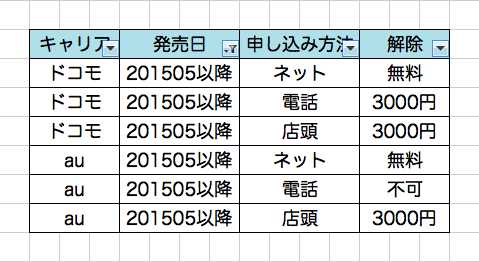 キャリア 発売日 申し込み方法 解除
ドコモ 201505以降 ネット 無料
ドコモ 201505以降 電話 3000円
ドコモ 201505以降 店頭 3000円
au 201505以降 ネット 無料
au 201505以降 電話 不可
au 201505以降 店頭 3000円